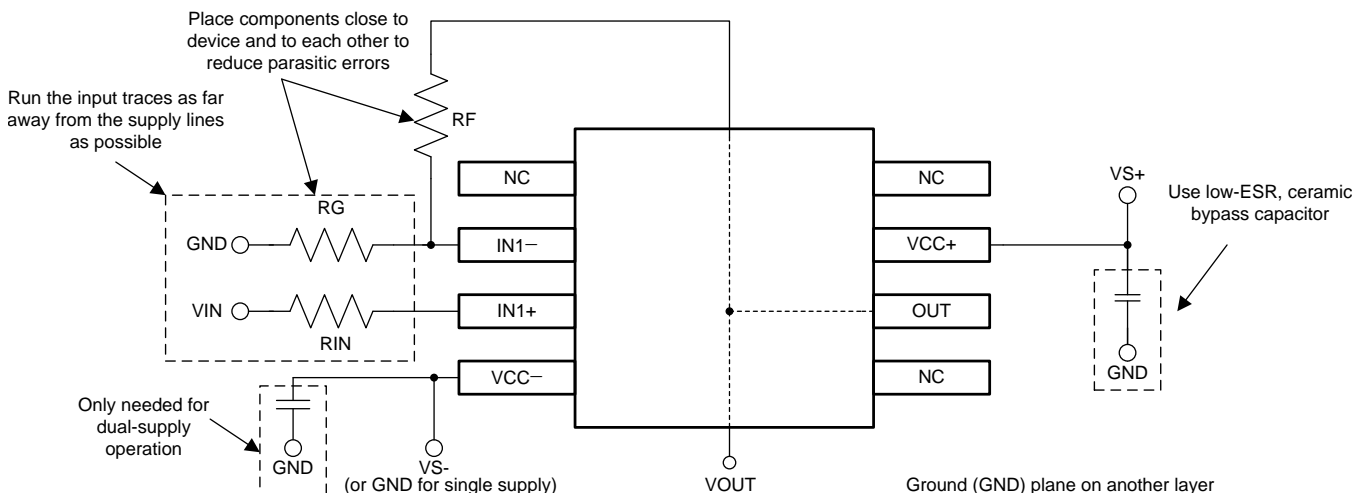 Place components close to
device and to each other to
reduce parasitic errors
Run the input traces as far
away from the supply lines
as possible
RF
NC
NC
VS+
Use low-ESR, ceramic
bypass capacitor
RG
GND
IN1−
VCC+
VIN
IN1+
OUT
RIN
VCC−
NC
GND
Only needed for
dual-supply
operation
GND
VS-
(or GND for single supply)
VOUT
Ground (GND) plane on another layer